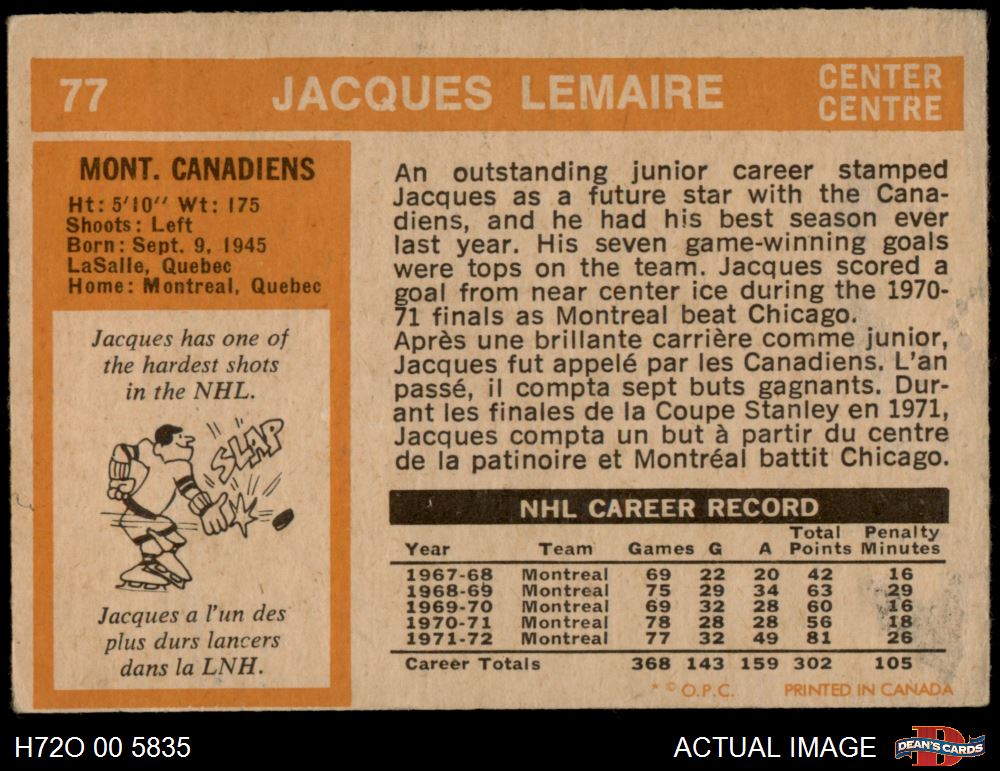 77 JACQUES LEMAIRE CENTER
CENTRE
MONT. CANADIENS
Ht: 5'10" Wt: 175
Shoots: Left
Born: Sept. 9, 1945
LaSalle, Quebec
Home: Montreal, Quebec
Jacques has one of
the hardest shots
in the NHL.
SLAP
Jacques a l'un des
plus durs lancers
dans la LNH.
An outstanding junior career stamped
Jacques as a future star with the Cana-
diens, and he had his best season ever
last year. His seven game-winning goals
were tops on the team. Jacques scored a
goal from near center ice during the 1970-
71 finals as Montreal beat Chicago.
Après une brillante carrière comme junior,
Jacques fut appelé par les Canadiens. L'an
passé, il compta sept buts gagnants. Dur-
ant les finales de la Coupe Stanley en 1971,
Jacques compta un but à partir du centre
de la patinoire et Montréal battit Chicago.
NHL CAREER RECORD
Year Team Games G A Total Points Penalty Minutes
1967-68 Montreal 69 22 20 42 16
1968-69 Montreal 75 29 34 63 29
1969-70 Montreal 69 32 28 60 16
1970-71 Montreal 78 28 28 56 18
1971-72 Montreal 77 32 49 81 26
Career Totals 368 143 159 302 105
* © O.P.C. PRINTED IN CANADA
H72O 00 5835 ACTUAL IMAGE D DEAN'S CARDS